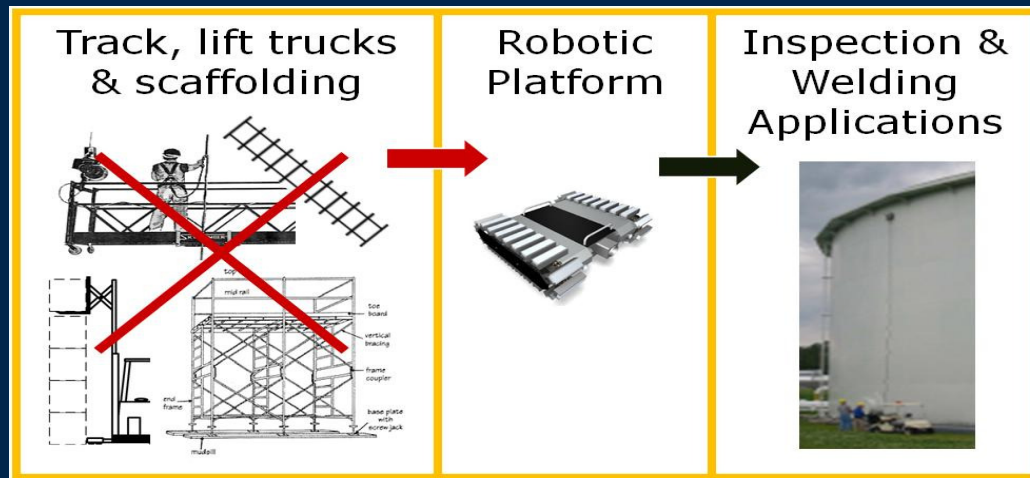 Track, lift trucks
& scaffolding
Robotic
Platform
Inspection &
Welding
Applications
top
mid rail
toe
board
vertical
bracing
frame
coupler
end
frame
base plate
with
screw jack
mudsill